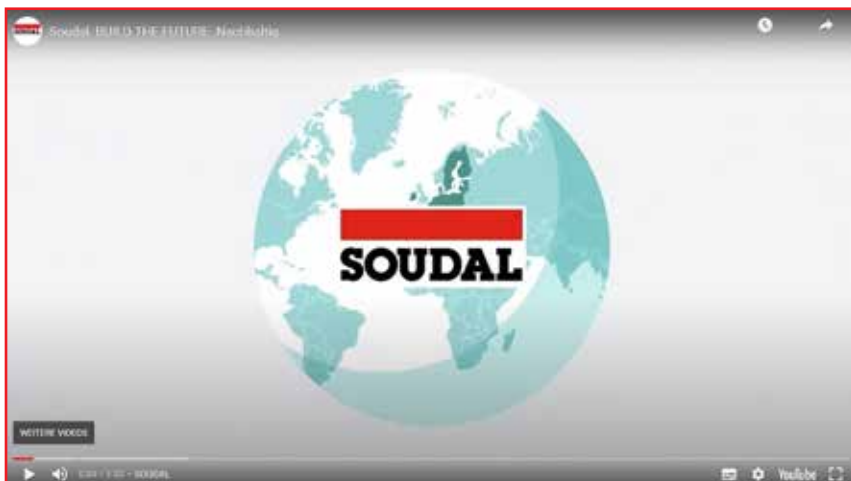 Soudal BUILD THE FUTURE- Nachhaltig
SOUDAL
WEITERE VIDEOS
SOUDAL
YouTube